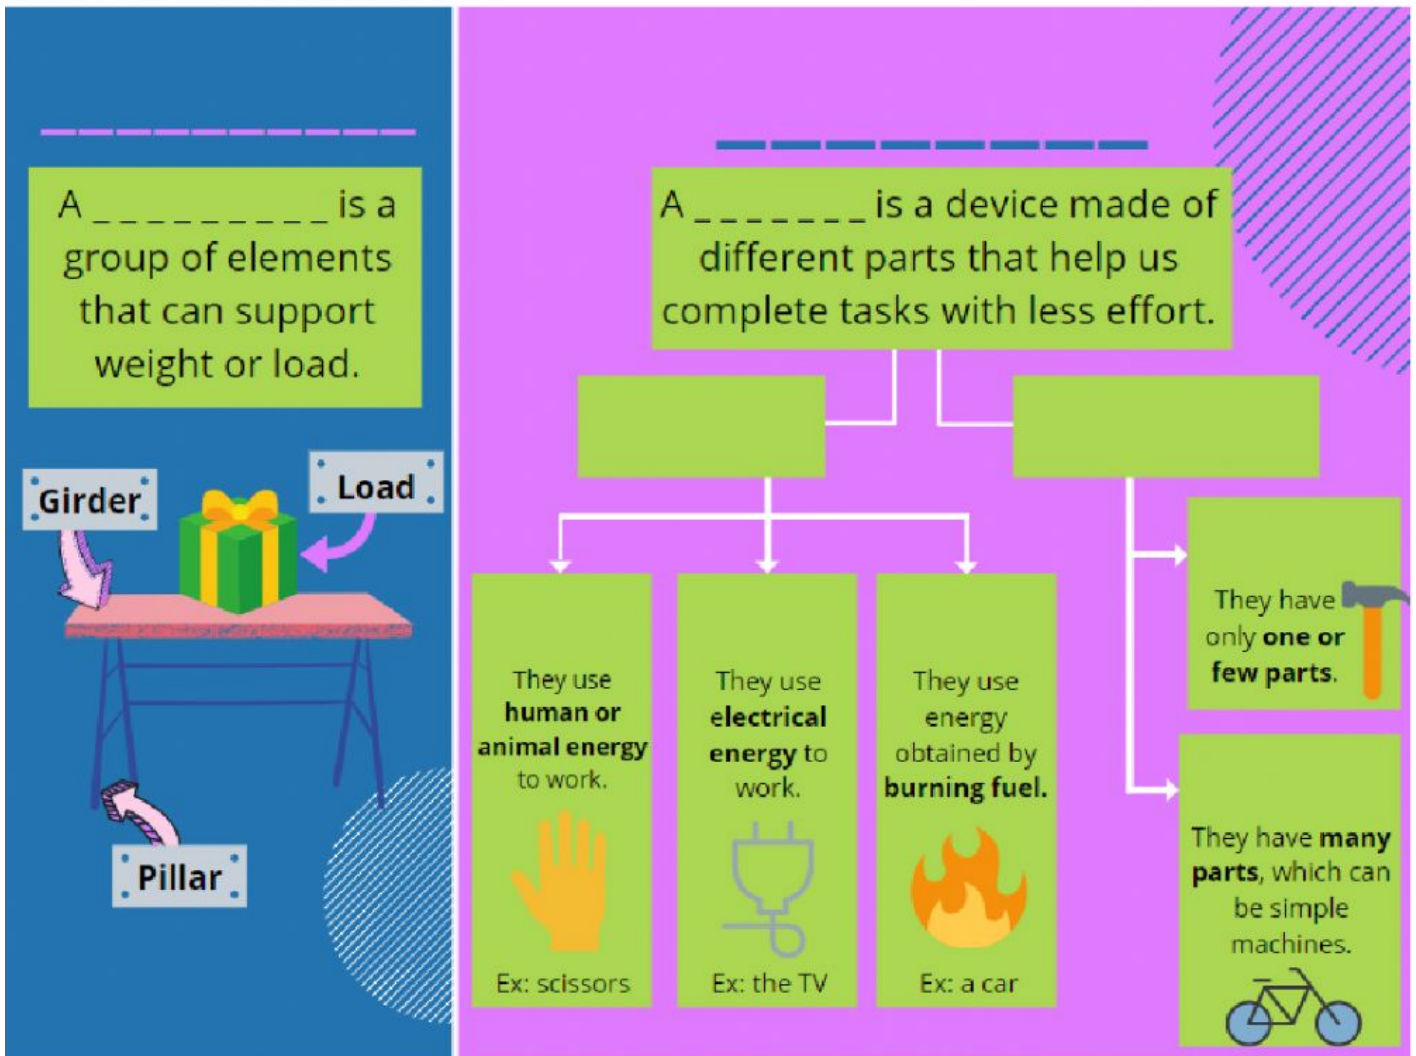 _ _ _ _ _ _ _ _ _ _
A _ _ _ _ _ _ _ _ _ is a
group of elements
that can support
weight or load.
Girder
Load
Pillar
_ _ _ _ _ _ _ _
A _ _ _ _ _ _ _ is a device made of
different parts that help us
complete tasks with less effort.
They use
human or
animal energy
to work.
Ex: scissors
They use
electrical
energy to
work.
Ex: the TV
They use
energy
obtained by
burning fuel.
Ex: a car
They have
only one or
few parts.
They have many
parts, which can
be simple
machines.